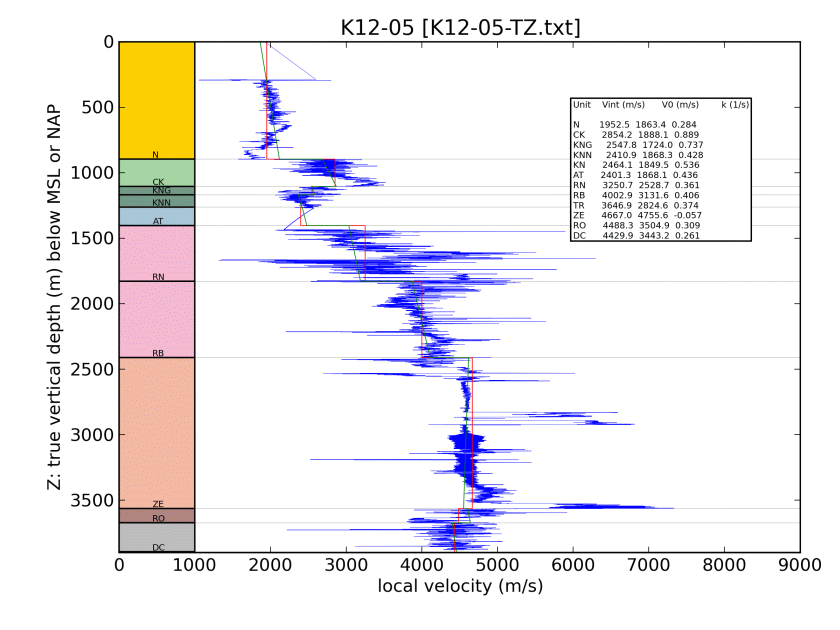 K12-05 [K12-05-TZ.txt]
Z: true vertical depth (m) below MSL or NAP
0
500
1000
1500
2000
2500
3000
3500
N
CK
KNG
KNN
AT
RN
RB
ZE
RO
DC
Unit Vint (m/s) V0 (m/s) k (1/s)
N 1952.5 1863.4 0.284
CK 2854.2 1888.1 0.889
KNG 2547.8 1724.0 0.737
KNN 2410.9 1868.3 0.428
KN 2464.1 1849.5 0.536
AT 2401.3 1868.1 0.436
RN 3250.7 2528.7 0.361
RB 4002.9 3131.6 0.406
TR 3646.9 2824.6 0.374
ZE 4667.0 4755.6 -0.057
RO 4488.3 3504.9 0.309
DC 4429.9 3443.2 0.261
0 1000 2000 3000 4000 5000 6000 7000 8000 9000
local velocity (m/s)